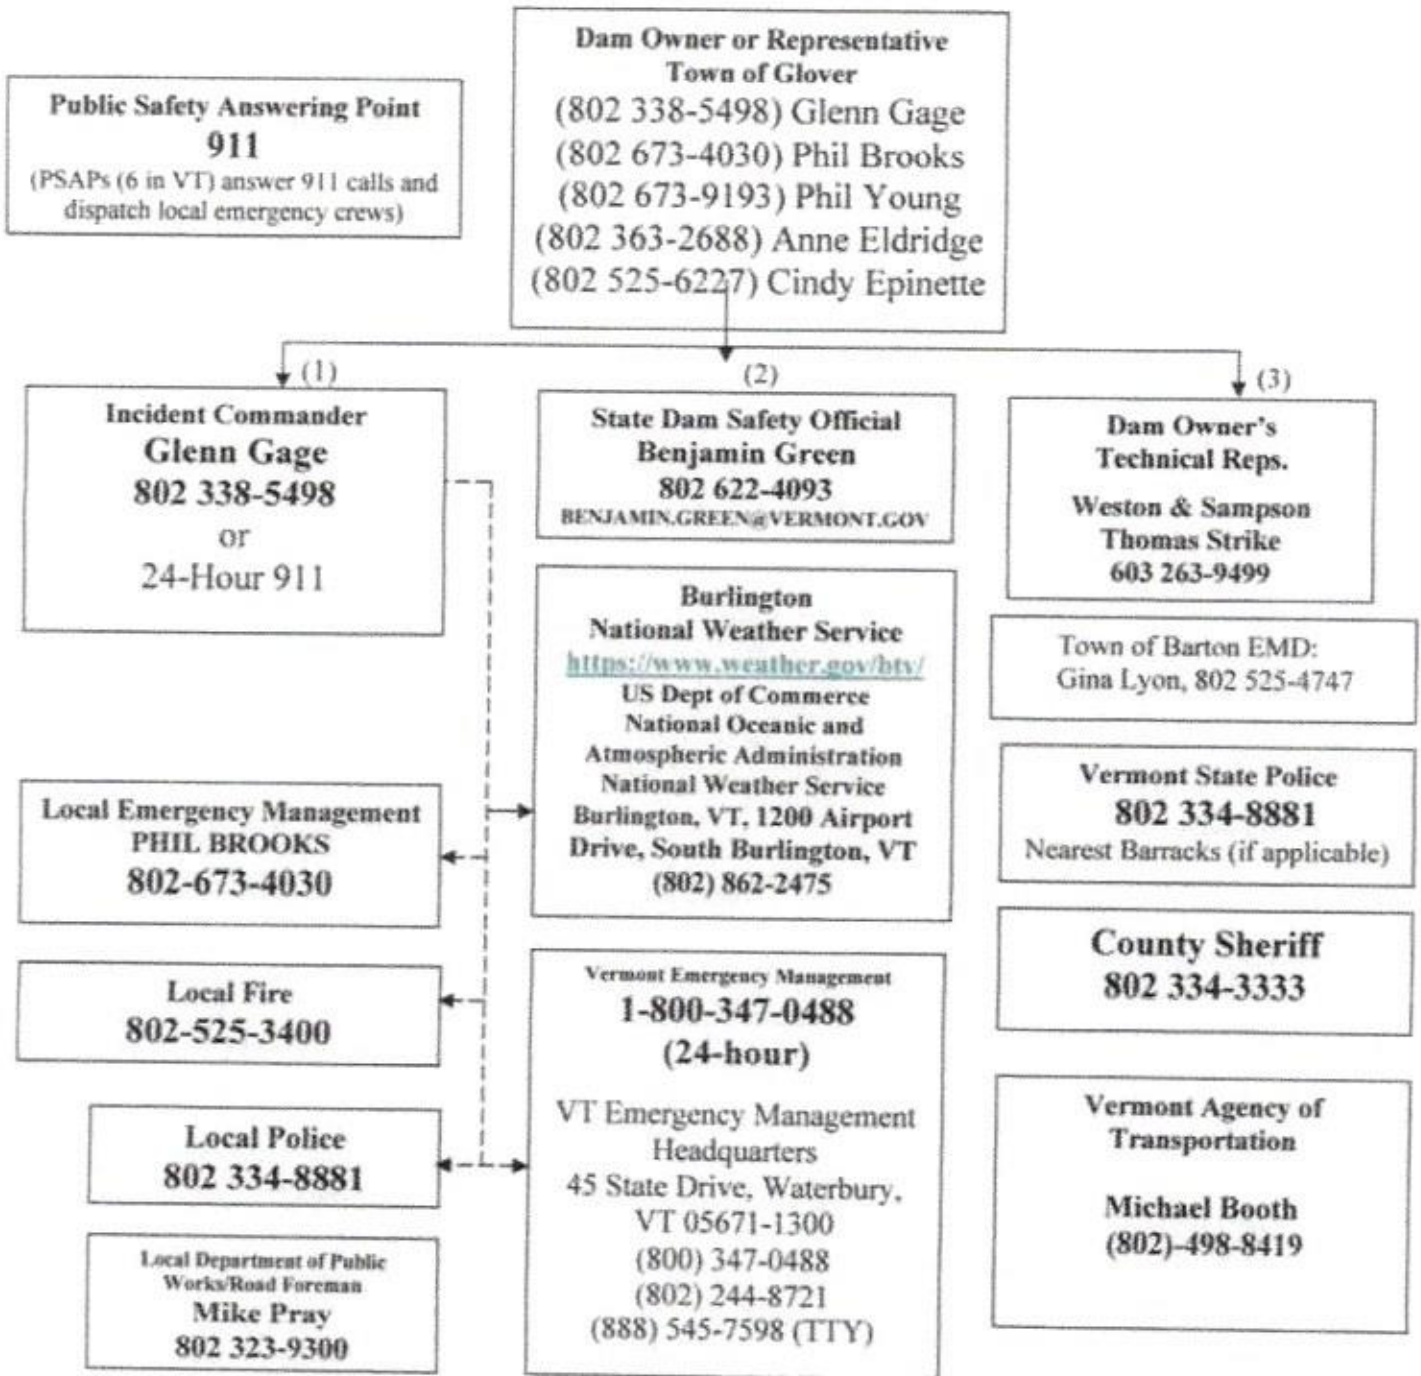 Public Safety Answering Point
911
(PSAPs (6 in VT) answer 911 calls and
dispatch local emergency crews)
Dam Owner or Representative
Town of Glover
(802 338-5498) Glenn Gage
(802 673-4030) Phil Brooks
(802 673-9193) Phil Young
(802 363-2688) Anne Eldridge
(802 525-6227) Cindy Epinette
(1)
(2)
(3)
Incident Commander
Glenn Gage
802 338-5498
or
24-Hour 911
Local Emergency Management
PHIL BROOKS
802-673-4030
Local Fire
802-525-3400
Local Police
802 334-8881
Local Department of Public
Works/Road Foreman
Mike Pray
802 323-9300
State Dam Safety Official
Benjamin Green
802 622-4093
BENJAMIN.GREEN@VERMONT.GOV
Burlington
National Weather Service
https://www.weather.gov/btv/
US Dept of Commerce
National Oceanic and
Atmospheric Administration
National Weather Service
Burlington, VT, 1200 Airport
Drive, South Burlington, VT
(802) 862-2475
Vermont Emergency Management
1-800-347-0488
(24-hour)
VT Emergency Management
Headquarters
45 State Drive, Waterbury,
VT 05671-1300
(800) 347-0488
(802) 244-8721
(888) 545-7598 (TTY)
Dam Owner's
Technical Reps.
Weston & Sampson
Thomas Strike
603 263-9499
Town of Barton EMD:
Gina Lyon, 802 525-4747
Vermont State Police
802 334-8881
Nearest Barracks (if applicable)
County Sheriff
802 334-3333
Vermont Agency of
Transportation
Michael Booth
(802)-498-8419